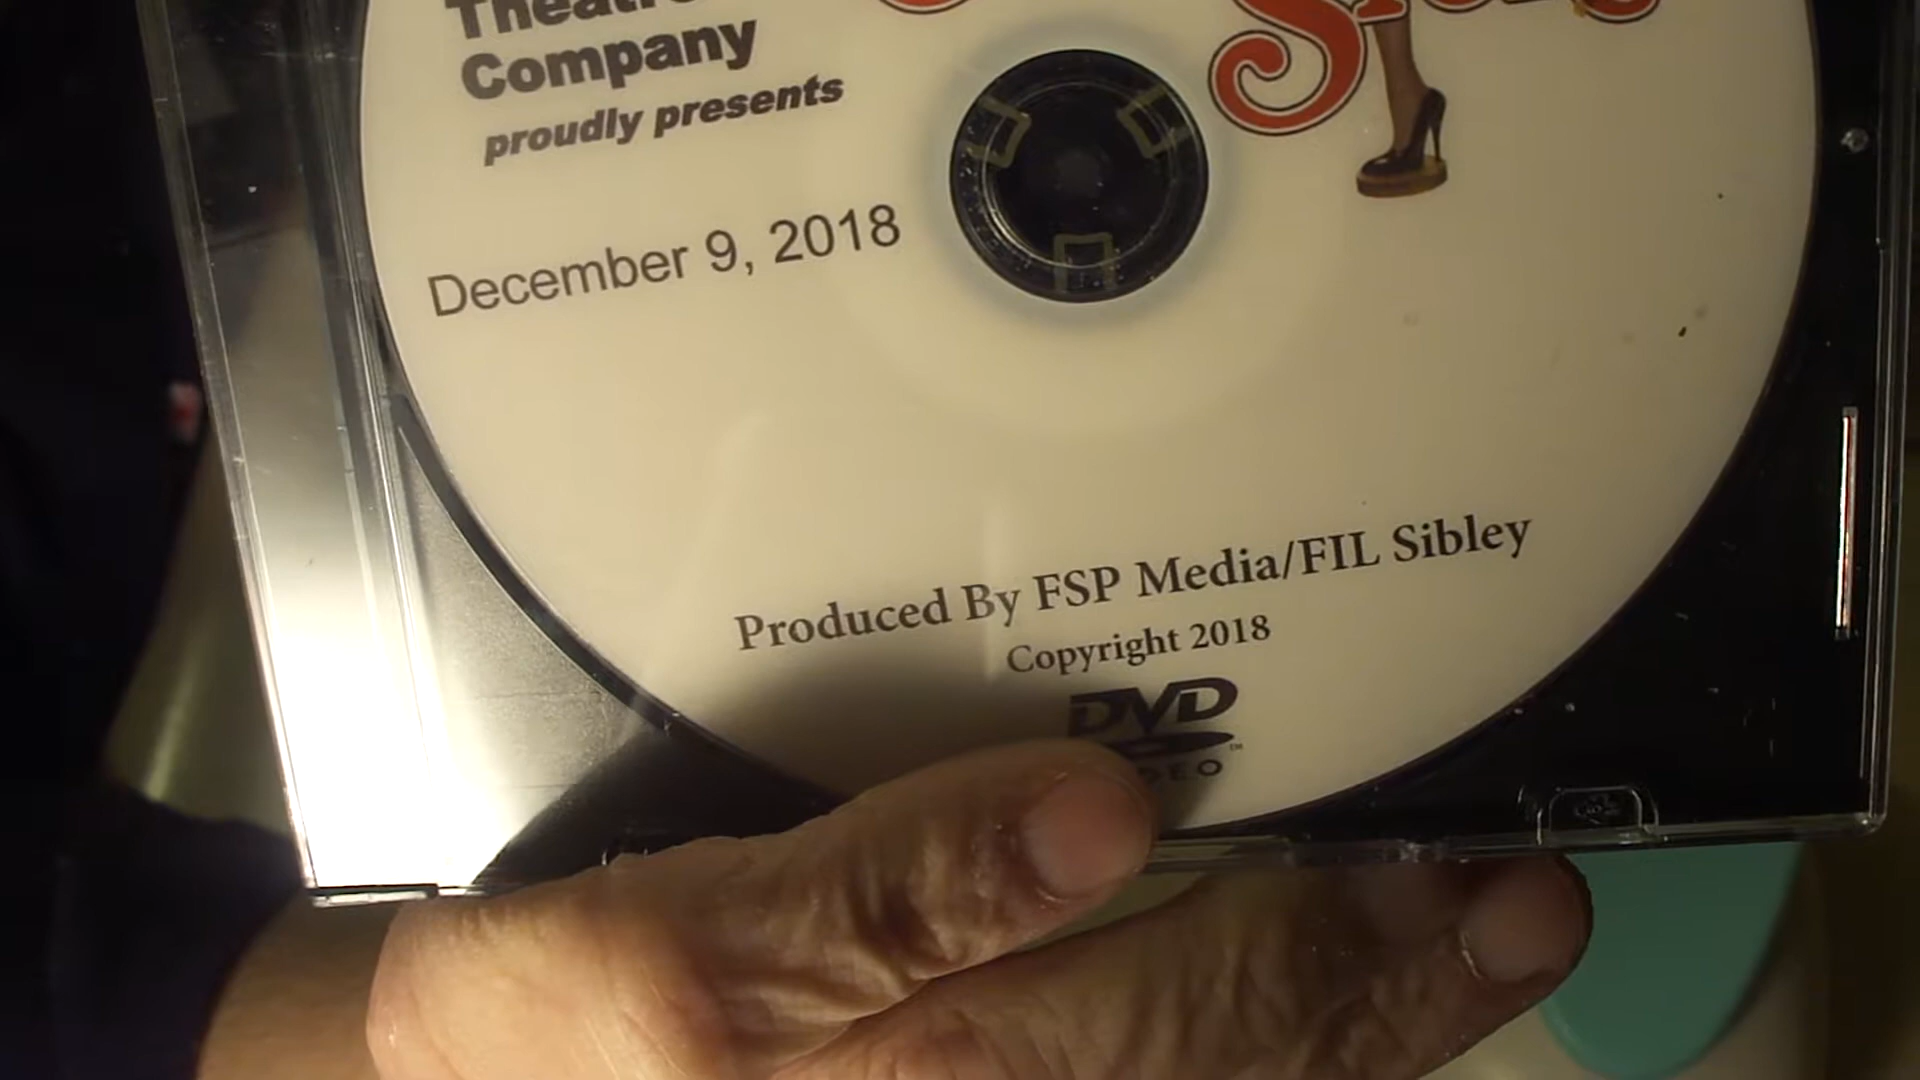 Company
proudly presents
December 9, 2018
Produced By FSP Media/FIL Sibley
Copyright 2018
DVD